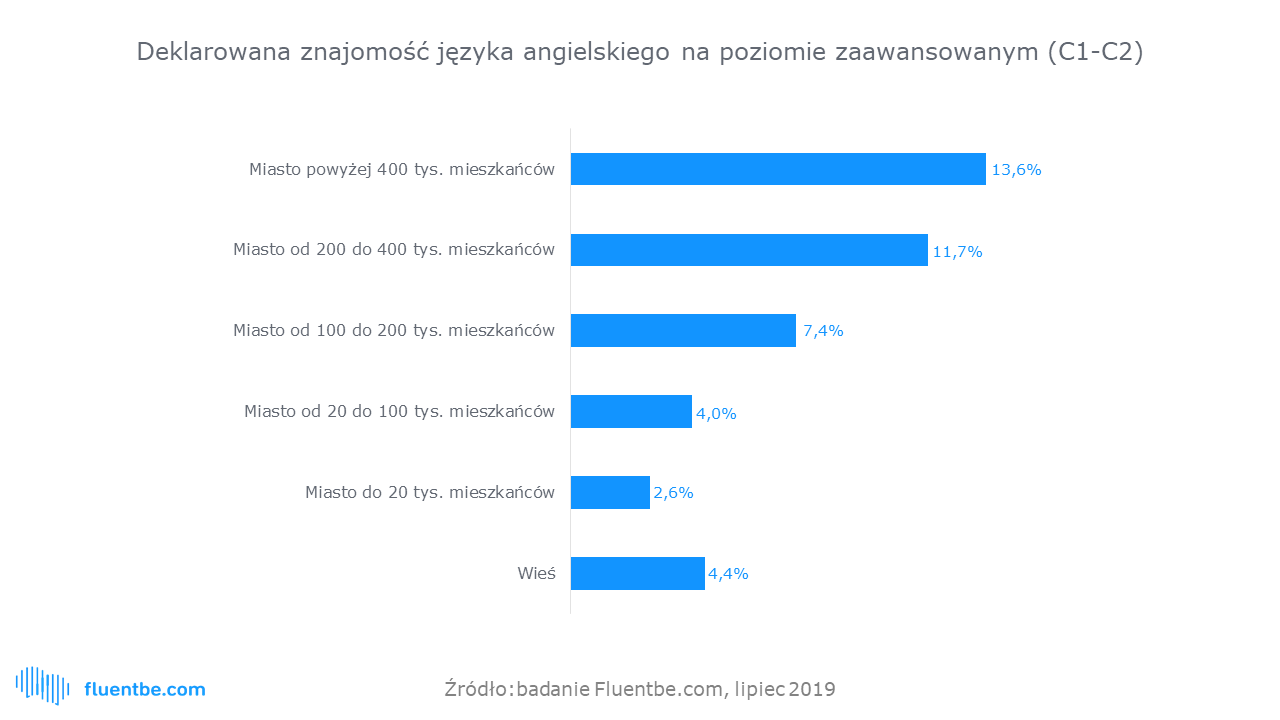 Deklarowana znajomość języka angielskiego na poziomie zaawansowanym (C1-C2)
Miasto powyżej 400 tys. mieszkańców 13,6%
Miasto od 200 do 400 tys. mieszkańców 11,7%
Miasto od 100 do 200 tys. mieszkańców 7,4%
Miasto od 20 do 100 tys. mieszkańców 4,0%
Miasto do 20 tys. mieszkańców 2,6%
Wieś 4,4%
fluentbe.com
Źródło: badanie Fluentbe.com, lipiec 2019